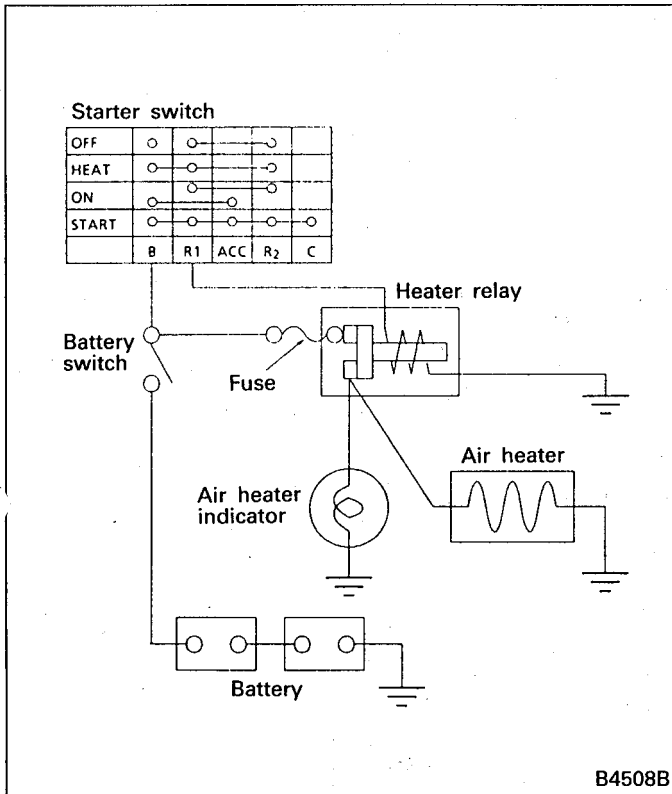 Starter switch
OFF
HEAT
ON
START
B R1 ACC R2 C
Heater relay
Battery
switch
Fuse
Air heater
Air heater
indicator
Battery
B4508B